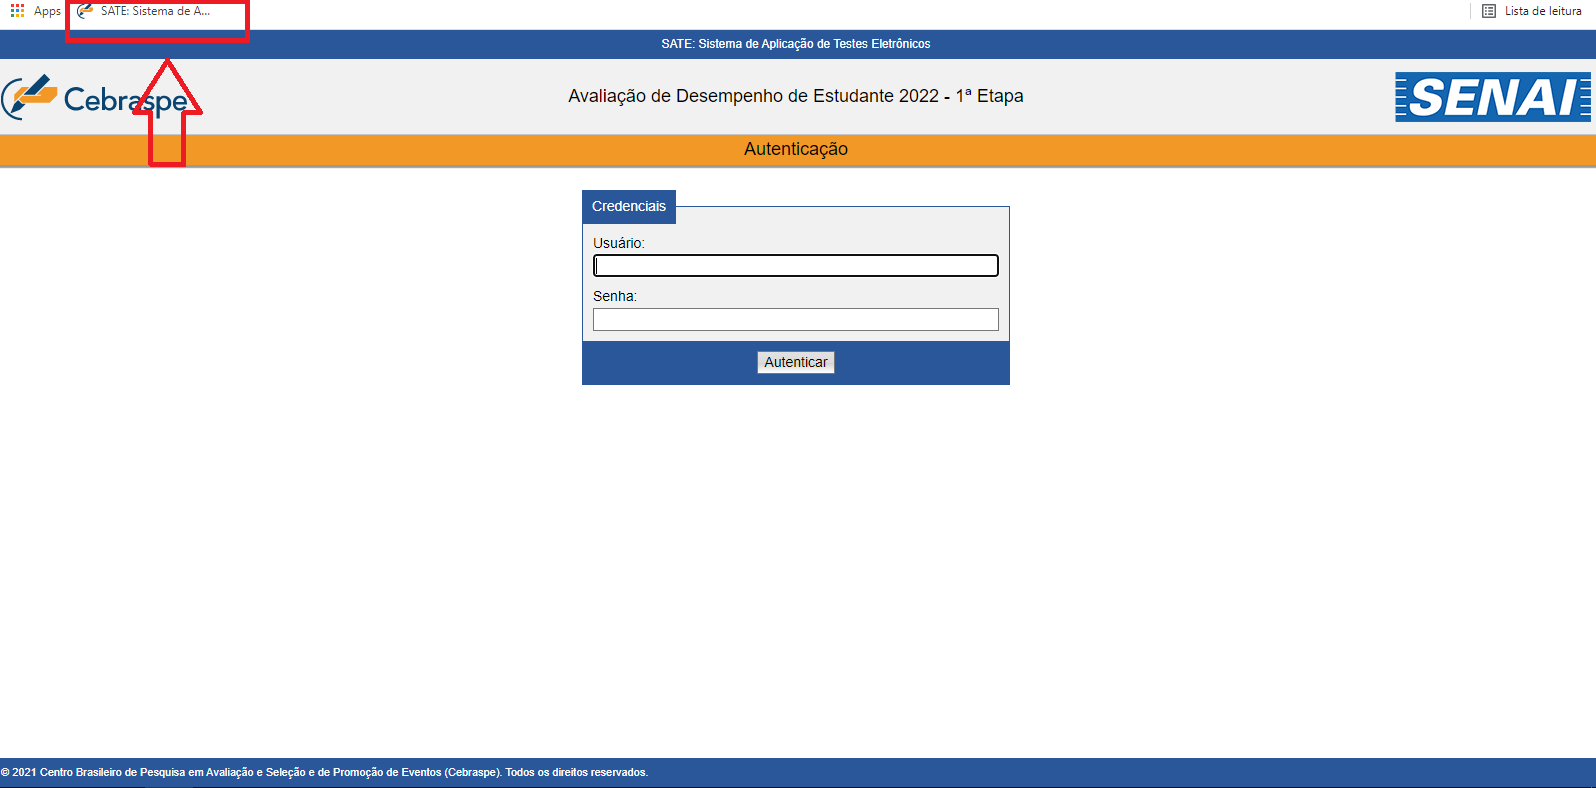 Apps
SATE: Sistema de A...
Lista de leitura
SATE: Sistema de Aplicação de Testes Eletrônicos
Cebraspe
Avaliação de Desempenho de Estudante 2022 - 1ª Etapa
SENAI
Autenticação
Credenciais
Usuário:
Senha:
Autenticar
© 2021 Centro Brasileiro de Pesquisa em Avaliação e Seleção e de Promoção de Eventos (Cebraspe). Todos os direitos reservados.